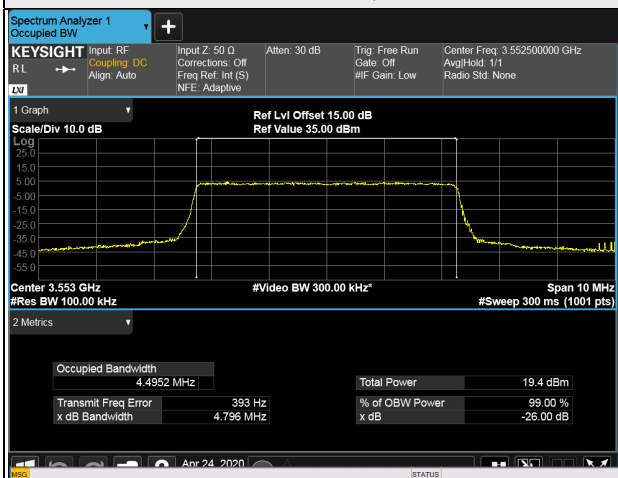 Spectrum Analyzer 1
Occupied BW
KEYSIGHT
R L
LXI
Input: RF
Coupling: DC
Align: Auto
Input Z: 50 Ω
Corrections: Off
Freq Ref: Int (S)
NFE: Adaptive
Atten: 30 dB
Trig: Free Run
Gate: Off
#IF Gain: Low
Center Freq: 3.552500000 GHz
Avg|Hold: 1/1
Radio Std: None
1 Graph
Scale/Div 10.0 dB
Ref Lvl Offset 15.00 dB
Ref Value 35.00 dBm
Log
25.0
15.0
5.00
-5.00
-15.0
-25.0
-35.0
-45.0
-55.0
Center 3.553 GHz
#Res BW 100.00 kHz
#Video BW 300.00 kHz*
Span 10 MHz
#Sweep 300 ms (1001 pts)
2 Metrics
Occupied Bandwidth
4.4952 MHz
Total Power 19.4 dBm
Transmit Freq Error 393 Hz
% of OBW Power 99.00 %
x dB Bandwidth 4.796 MHz
x dB -26.00 dB
Apr 24, 2020
MSG
STATUS